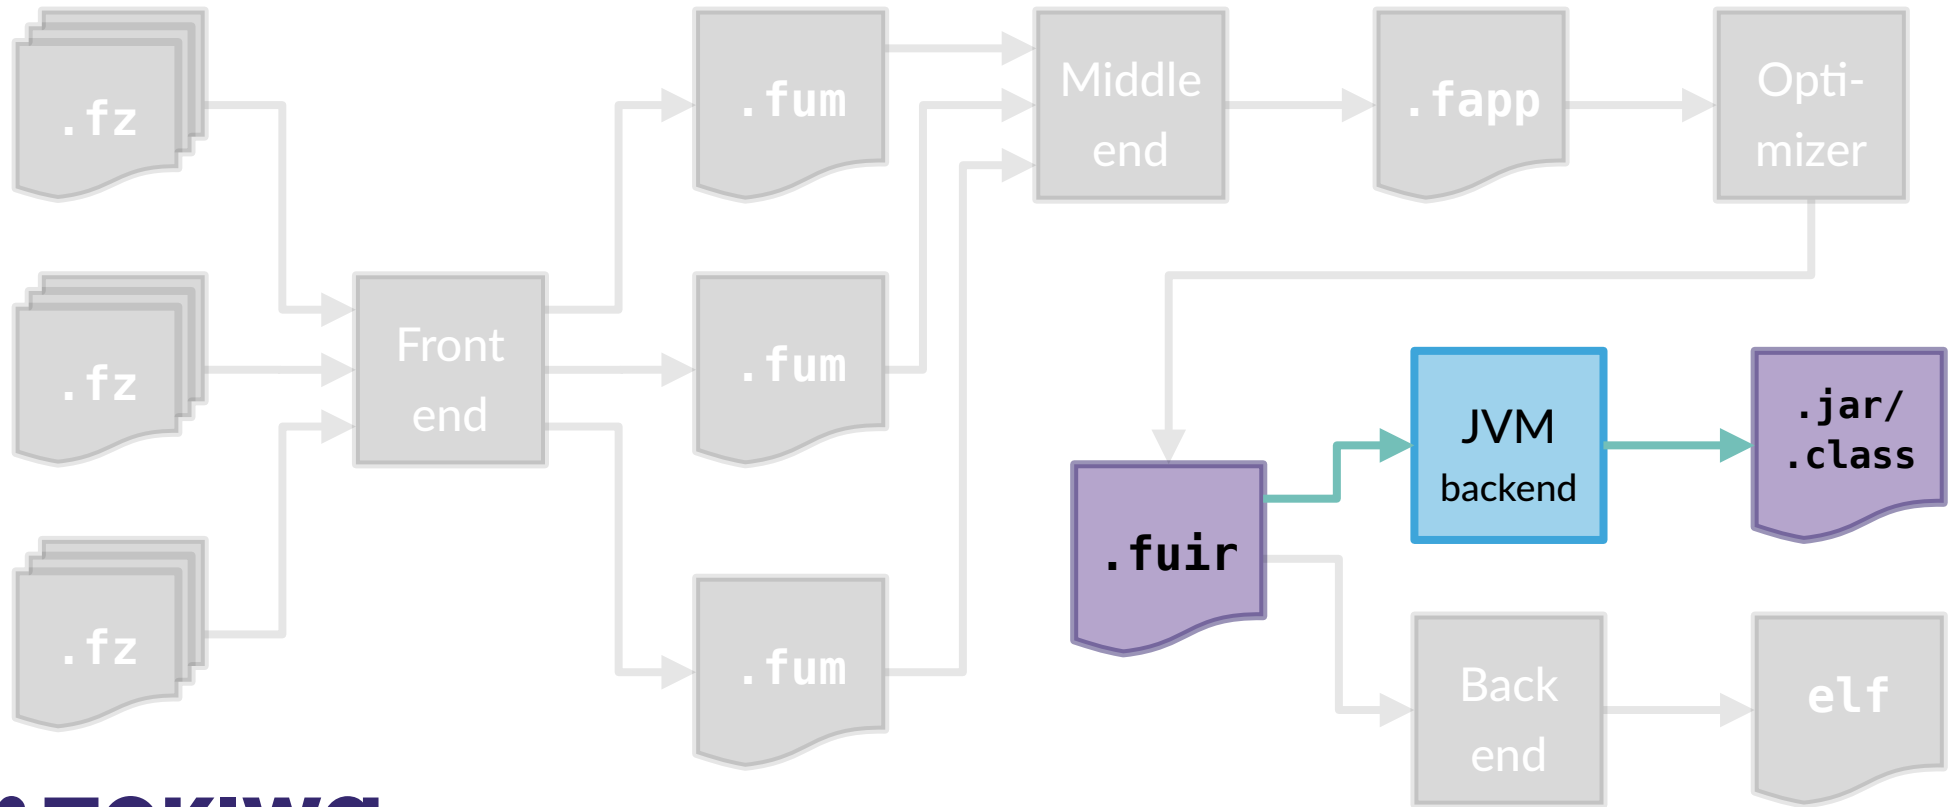 .fz
.fum
Middle
end
.fapp
Opti-
mizer
.fz
Front
end
.fum
JVM
backend
.jar/
.class
.fuir
.fz
.fum
Back
end
elf